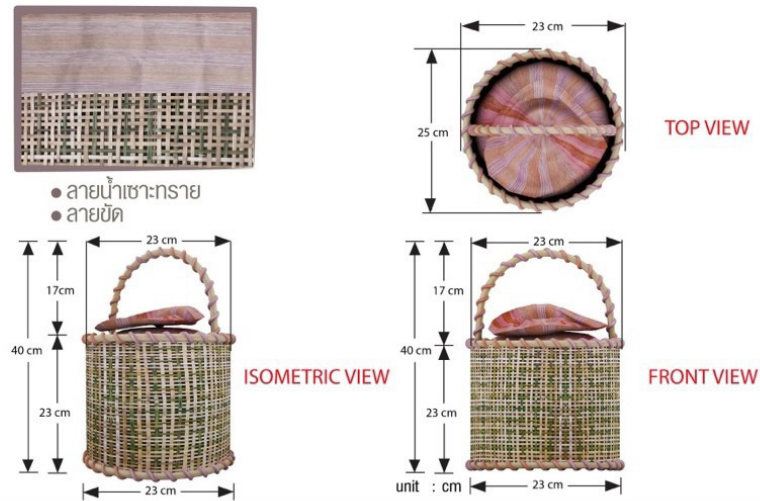 23 cm
25 cm
TOP VIEW
● ลายน้ำเซาะทราย
● ลายขัด
23 cm
17cm
40 cm
23 cm
23 cm
ISOMETRIC VIEW
23 cm
17 cm
40 cm
23 cm
23 cm
FRONT VIEW
unit : cm